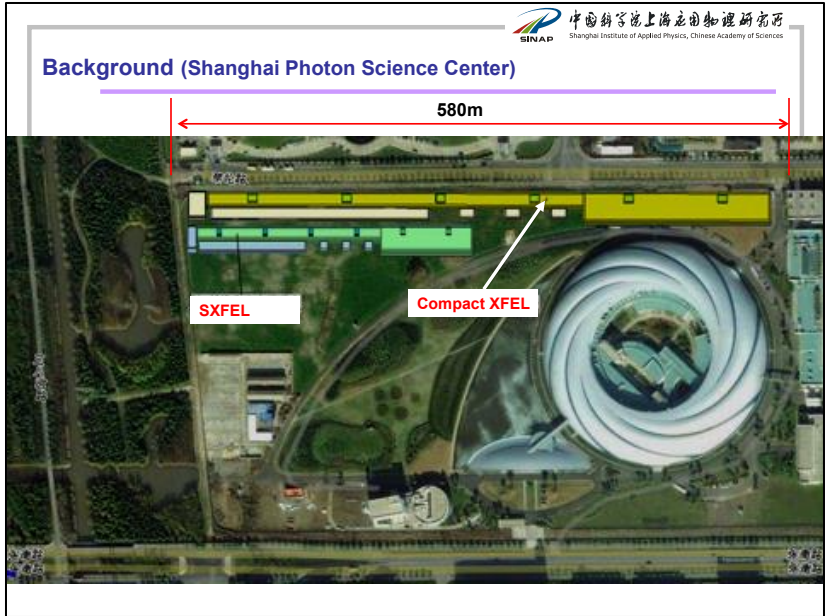 中国科学院上海应用物理研究所
SINAP
Shanghai Institute of Applied Physics, Chinese Academy of Sciences
Background (Shanghai Photon Science Center)
580m
SXFEL
Compact XFEL